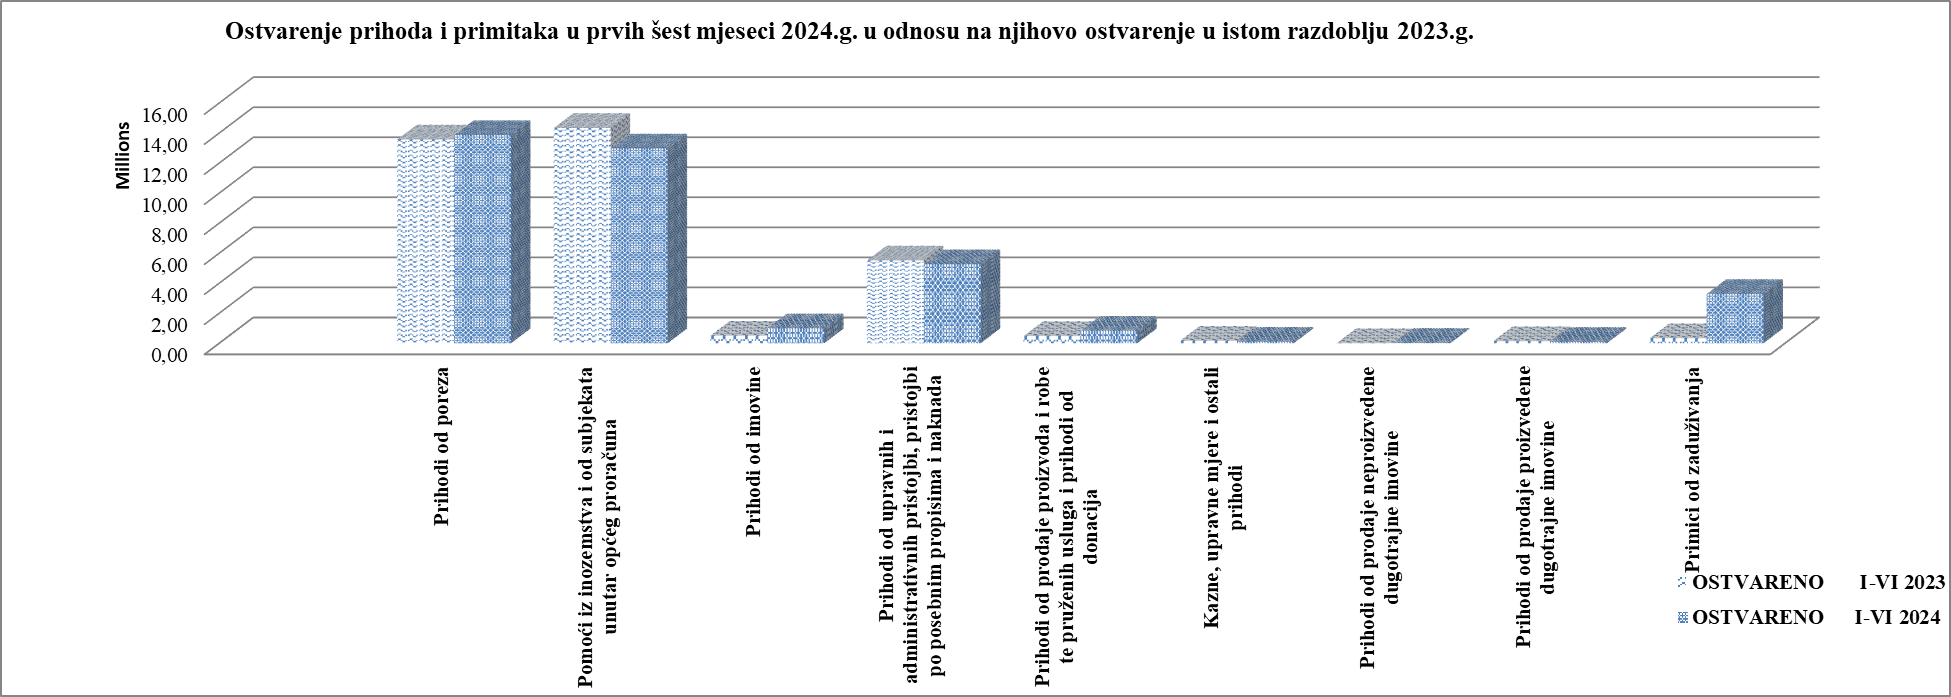 Ostvarenje prihoda i primitaka u prvih šest mjeseci 2024.g. u odnosu na njihovo ostvarenje u istom razdoblju 2023.g.
Millions
16,00
14,00
12,00
10,00
8,00
6,00
4,00
2,00
0,00
Prihodi od poreza
Pomoći iz inozemstva i od subjekata
unutar općeg proračuna
Prihodi od imovine
Prihodi od upravnih i
administrativnih pristojbi, pristojbi
po posebnim propisima i naknada
Prihodi od prodaje proizvoda i robe
te pruženih usluga i prihodi od
donacija
Kazne, upravne mjere i ostali
prihodi
Prihodi od prodaje neproizvedene
dugotrajne imovine
Prihodi od prodaje proizvedene
dugotrajne imovine
Primici od zaduživanja
OSTVARENO I-VI 2023
OSTVARENO I-VI 2024